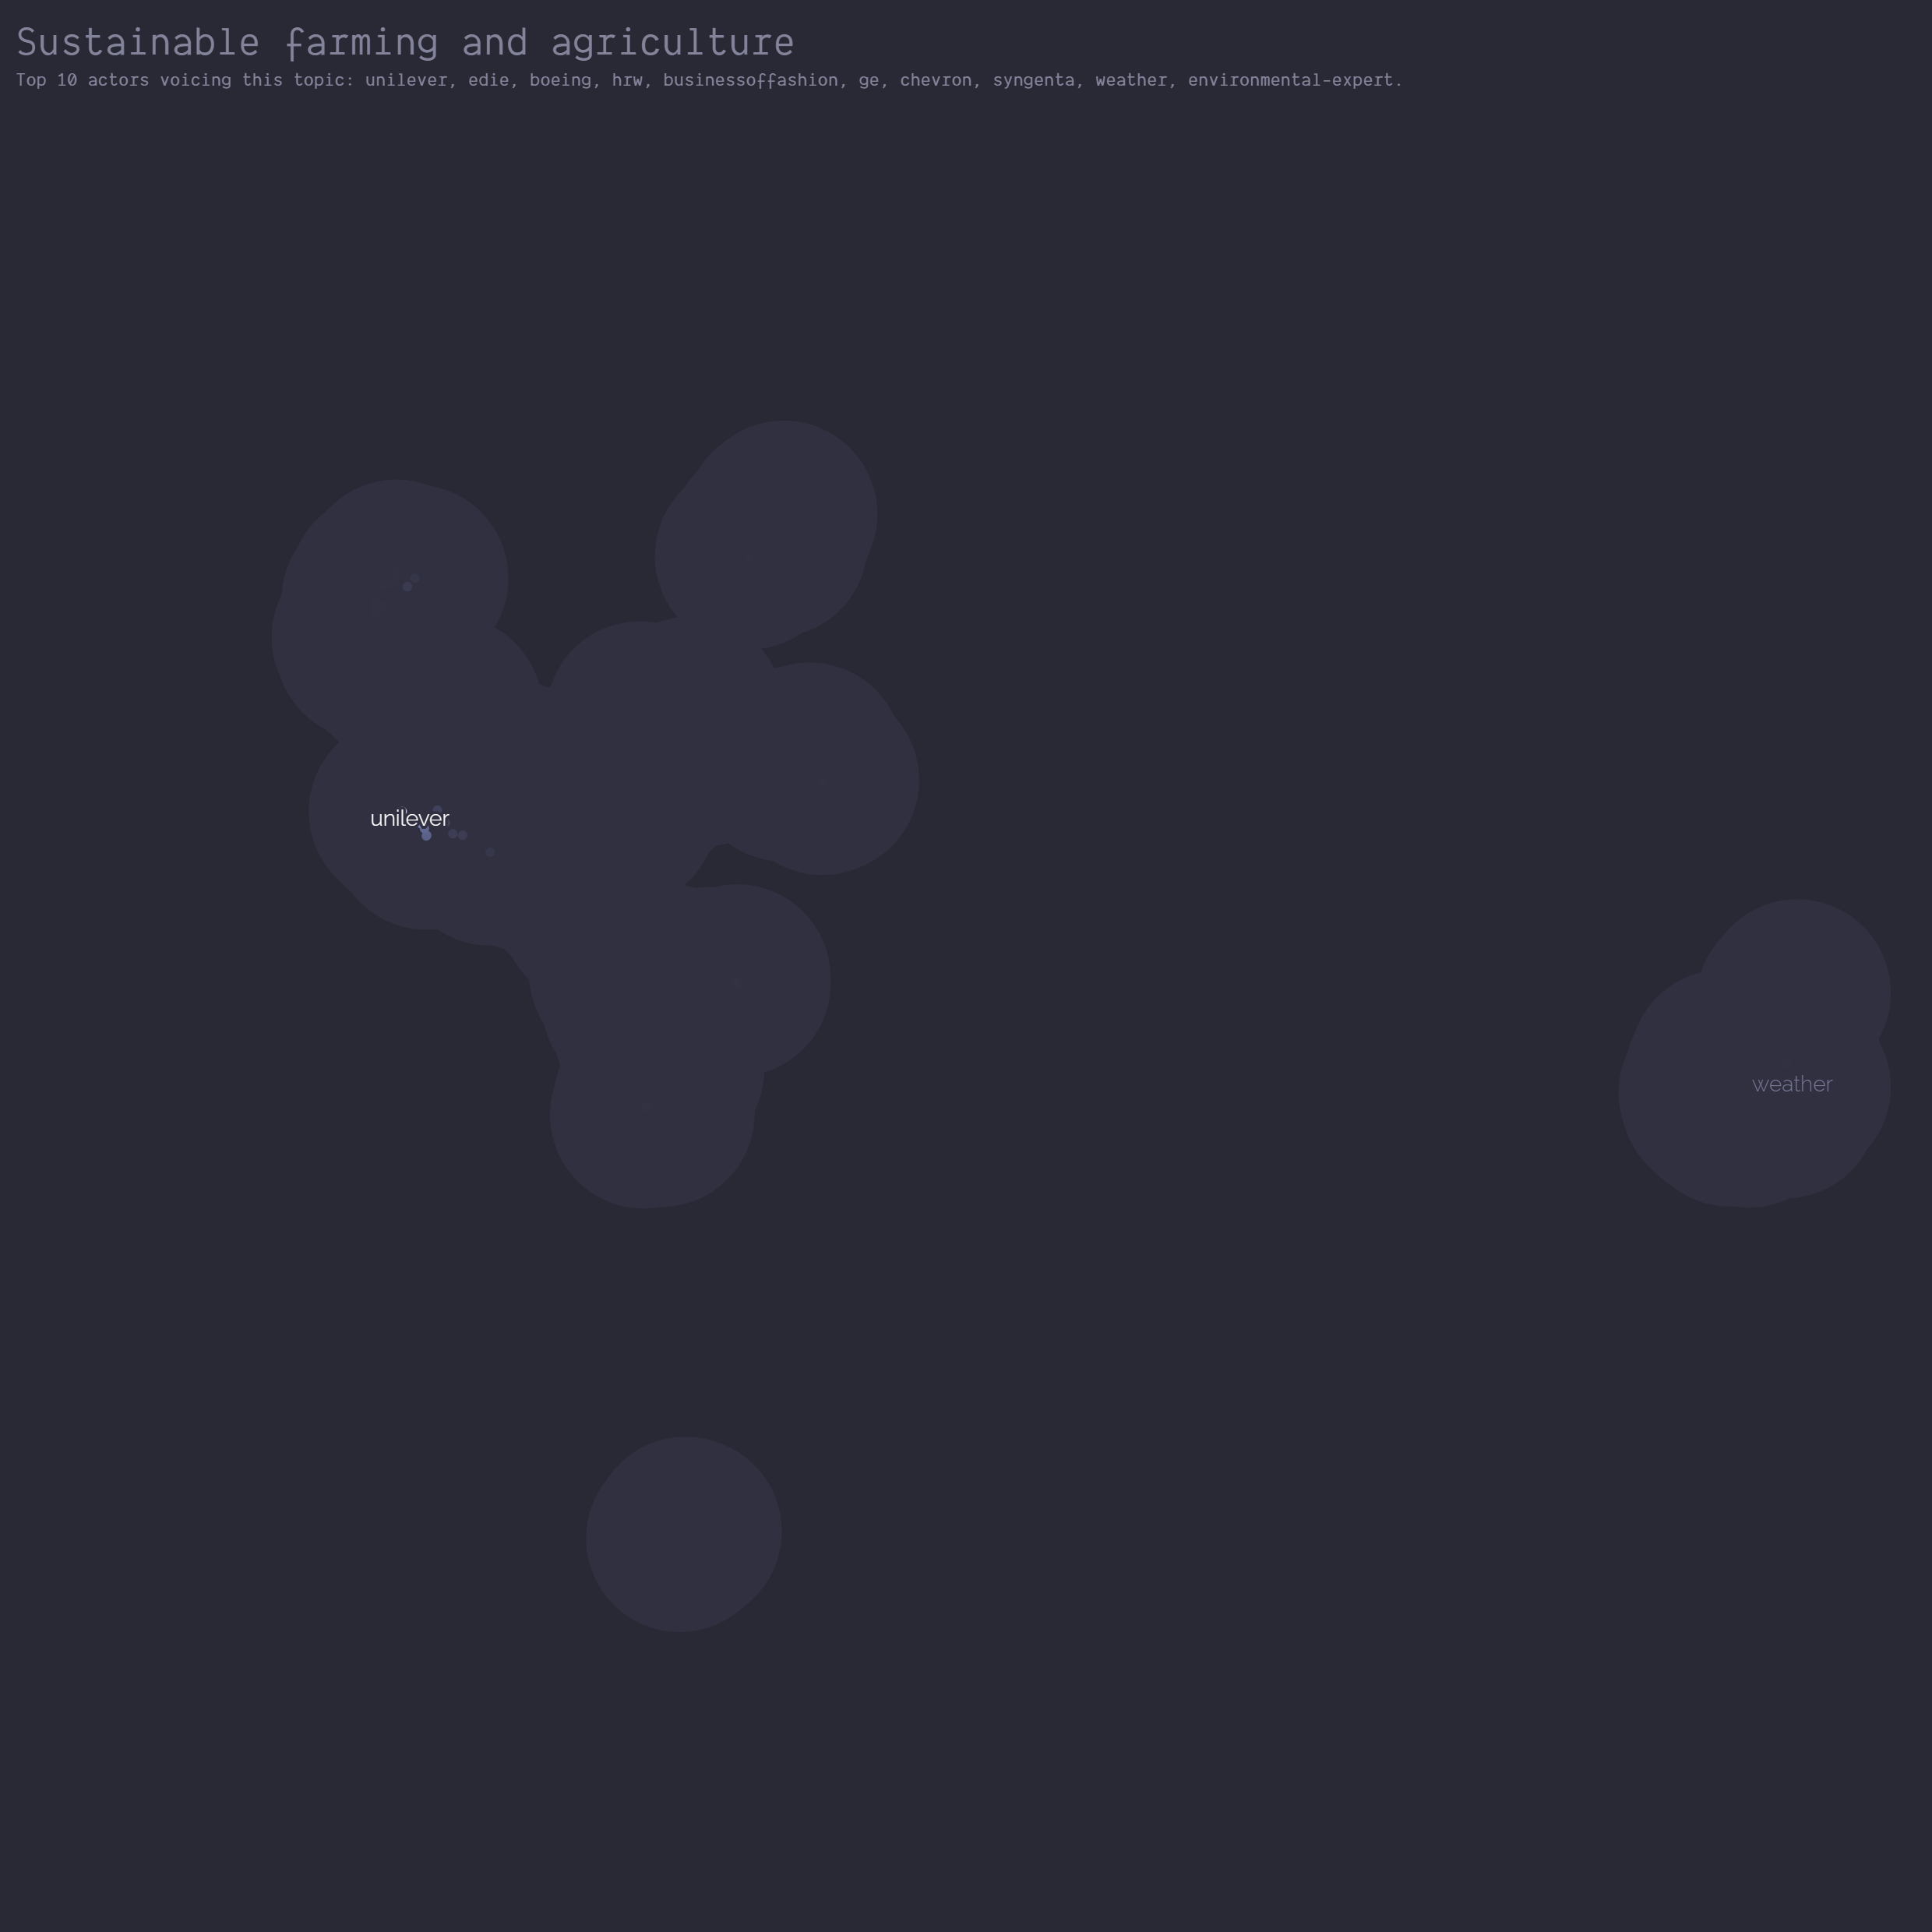 Sustainable farming and agriculture
Top 10 actors voicing this topic: unilever, edie, boeing, hrw, businessoffashion, ge, chevron, syngenta, weather, environmental-expert.
unilever
weather